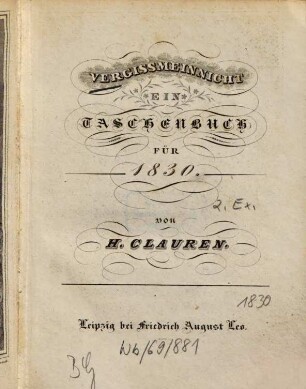 VERGISSMEINNICHT
EIN
TASCHENBUCH
FÜR
1830.
von
H. CLAUREN.
2. Ex.
1830
Leipzig bei Friedrich August Leo.
Wb/69/881